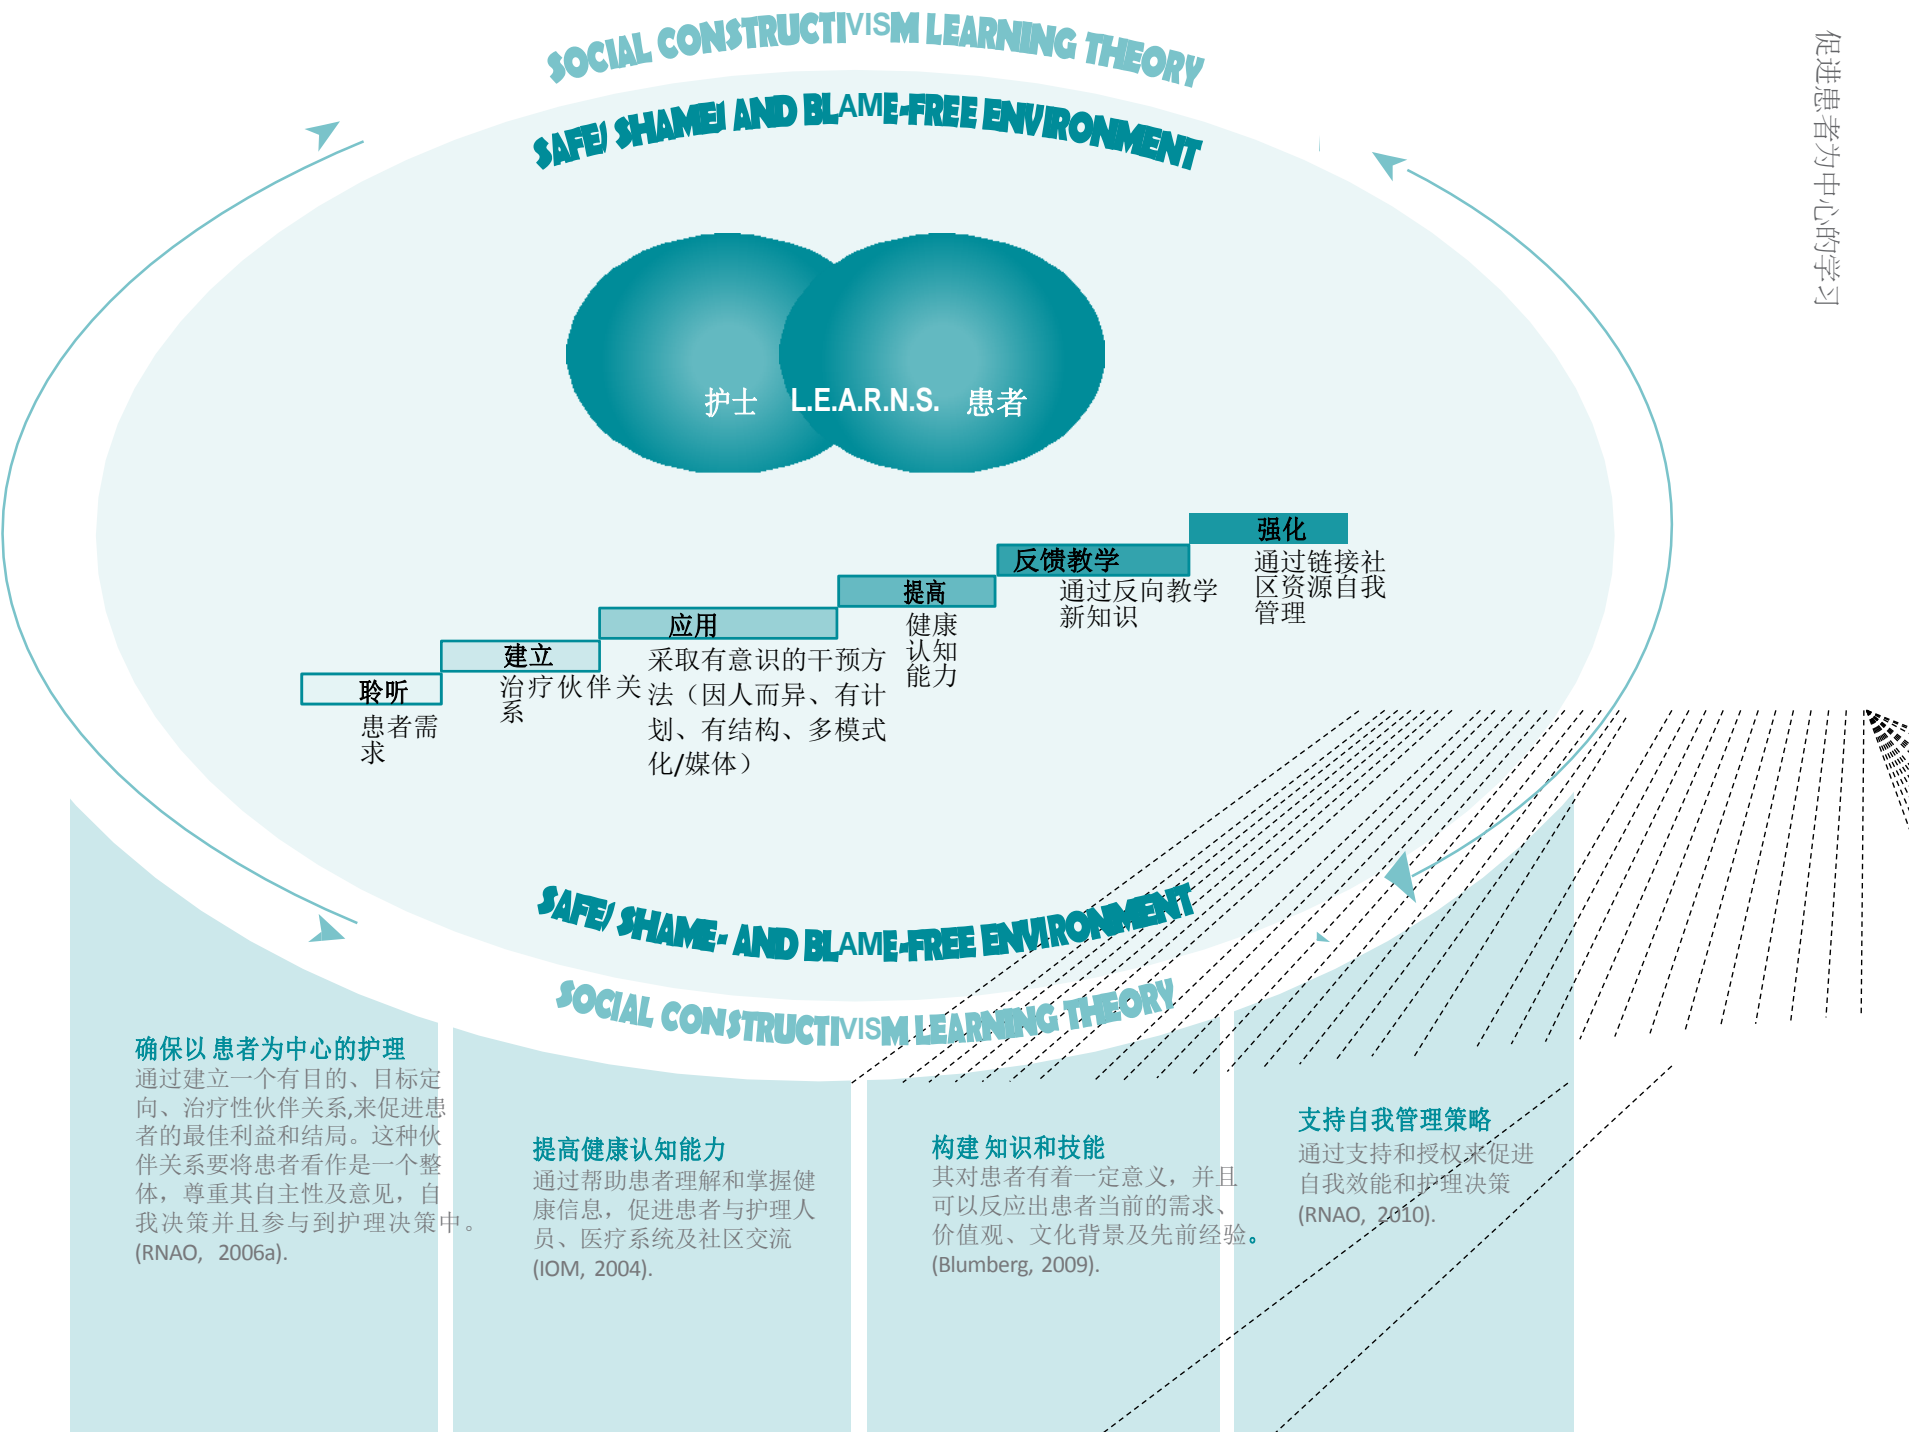 SOCIAL CONSTRUCTIVISM LEARNING THEORY
SAFE/ SHAMEI AND BLAME-FREE ENVIRONMENT
促进患者为中心的学习
护士 L.E.A.R.N.S. 患者
聆听
患者需
求
建立
治疗伙伴关
系
应用
采取有意识的干预方
法（因人而异、有计
划、有结构、多模式
化/媒体）
提高
健康
认知
能力
反馈教学
通过反向教学
新知识
强化
通过链接社
区资源自我
管理
SAFE/ SHAME- AND BLAME-FREE ENVIRONMENT
SOCIAL CONSTRUCTIVISM LEARNING THEORY
确保以 患者为中心的护理
通过建立一个有目的、目标定
向、治疗性伙伴关系,来促进患
者的最佳利益和结局。这种伙
伴关系要将患者看作是一个整
体，尊重其自主性及意见，自
我决策并且参与到护理决策中。
(RNAO, 2006a).
提高健康认知能力
通过帮助患者理解和掌握健
康信息，促进患者与护理人
员、医疗系统及社区交流
(IOM, 2004).
构建 知识和技能
其对患者有着一定意义，并且
可以反应出患者当前的需求、
价值观、文化背景及先前经验。
(Blumberg, 2009).
支持自我管理策略
通过支持和授权来促进
自我效能和护理决策
(RNAO, 2010).